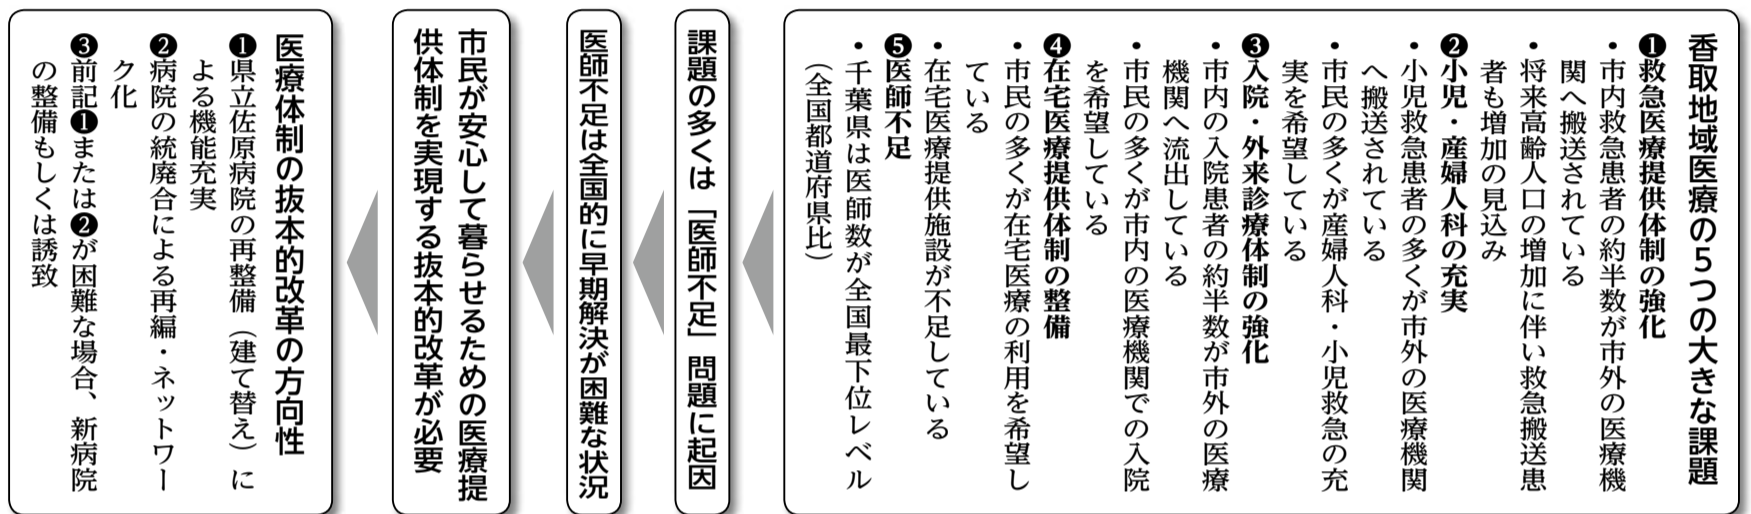 香取地域医療の5つの大きな課題
❶救急医療提供体制の強化
・市内救急患者の約半数が市外の医療機
関へ搬送されている
・将来高齢人口の増加に伴い救急搬送患
者も増加の見込み
❷小児・産婦人科の充実
・小児救急患者の多くが市外の医療機関
へ搬送されている
・市民の多くが産婦人科・小児救急の充
実を希望している
❸入院・外来診療体制の強化
・市内の入院患者の約半数が市外の医療
機関へ流出している
・市民の多くが市内の医療機関での入院
を希望している
❹在宅医療提供体制の整備
・市民の多くが在宅医療の利用を希望し
ている
・在宅医療提供施設が不足している
❺医師不足
・千葉県は医師数が全国最下位レベル
（全国都道府県比）
課題の多くは「医師不足」問題に起因
医師不足は全国的に早期解決が困難な状況
市民が安心して暮らせるための医療提
供体制を実現する抜本的改革が必要
医療体制の抜本的改革の方向性
❶県立佐原病院の再整備（建て替え）に
よる機能充実
❷病院の統廃合による再編・ネットワー
ク化
❸前記❶または❷が困難な場合、新病院
の整備もしくは誘致